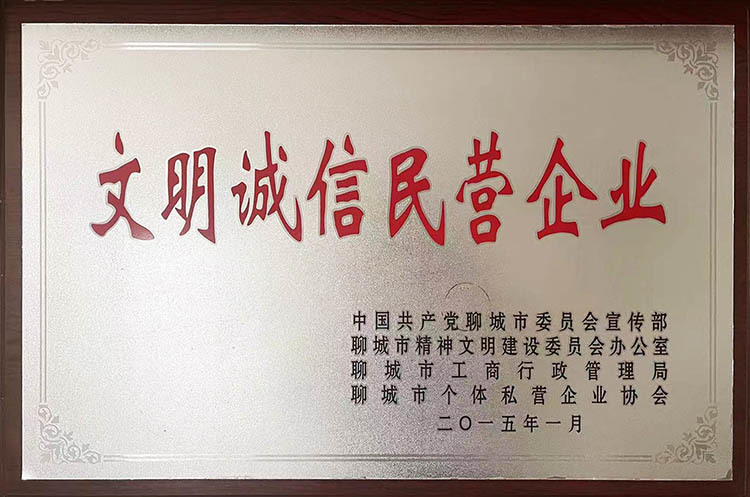 文明诚信民营企业
中国共产党聊城市委员会宣传部
聊城市精神文明建设委员会办公室
聊城市工商行政管理局
聊城市个体私营企业协会
二〇一五年一月